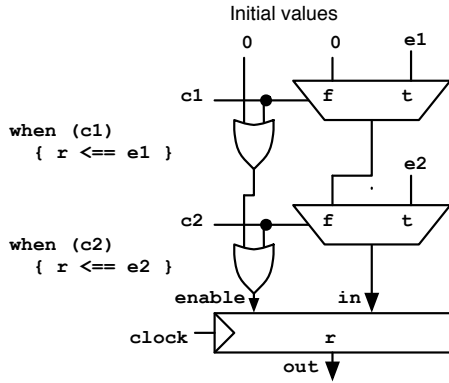 Initial values
0 0 e1
c1 f t
when (c1)
{ r <== e1 }
e2
c2 f t
when (c2)
{ r <== e2 }
enable in
clock r
out